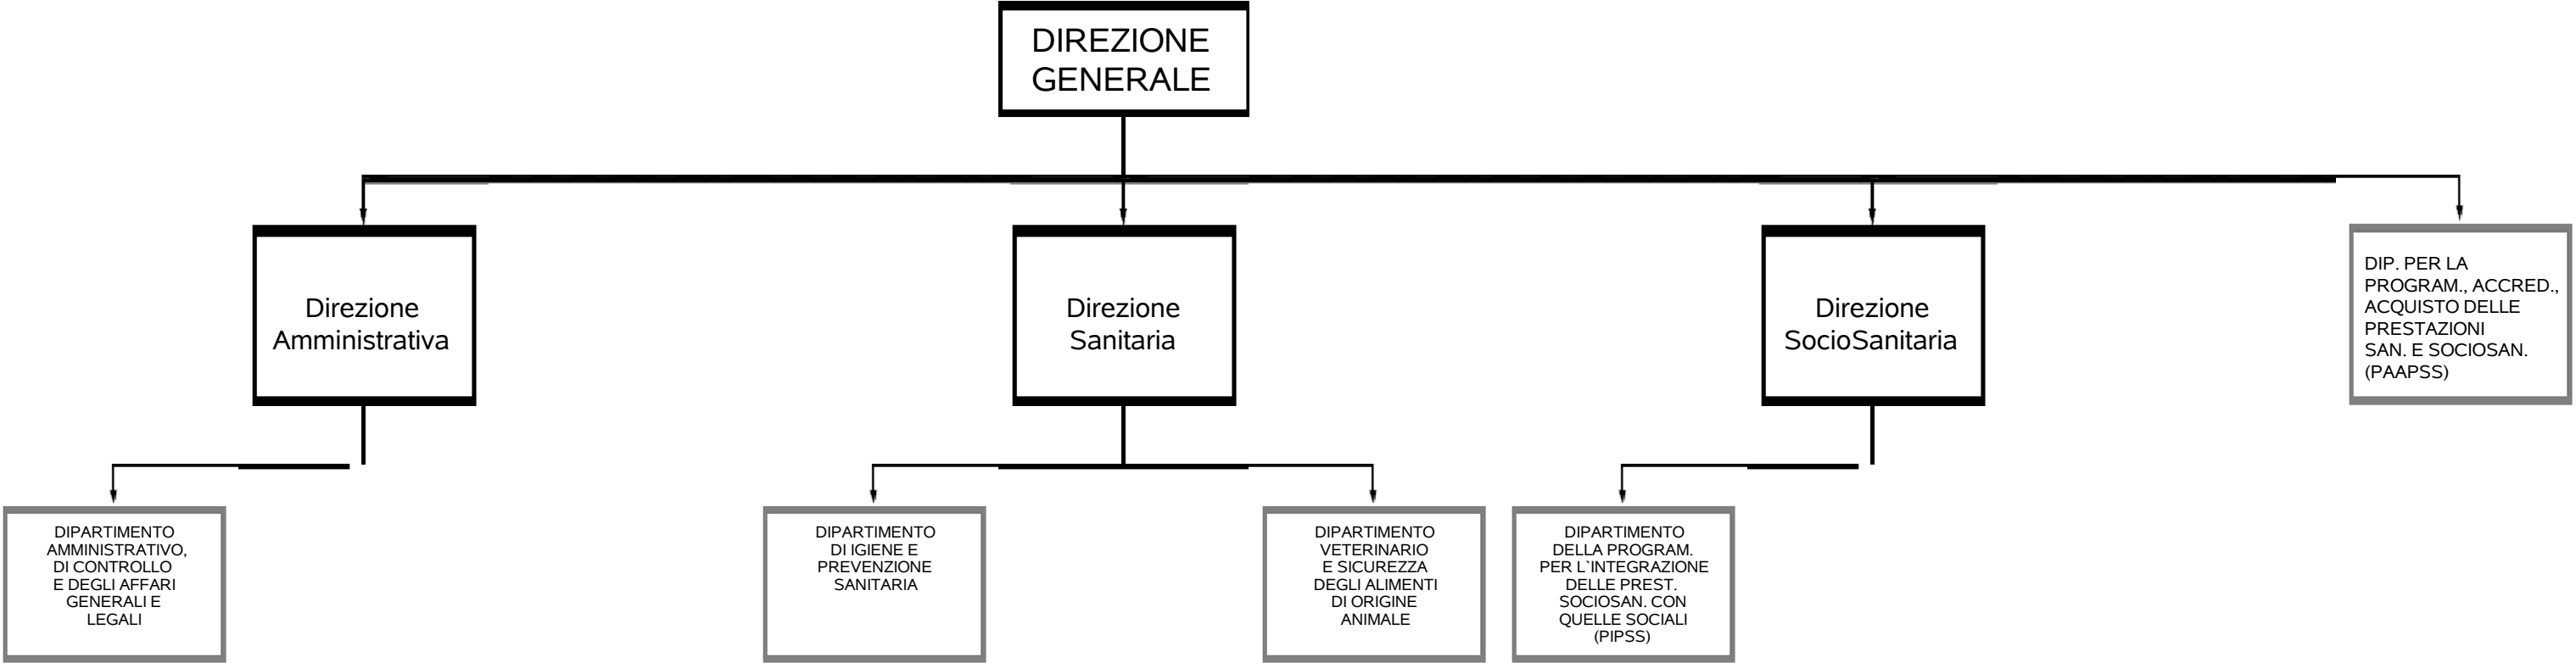 DIREZIONE
GENERALE
Direzione
Amministrativa
Direzione
Sanitaria
Direzione
SocioSanitaria
DIP. PER LA
PROGRAM., ACCRED.,
ACQUISTO DELLE
PRESTAZIONI
SAN. E SOCIOSAN.
(PAAPSS)
DIPARTIMENTO
AMMINISTRATIVO,
DI CONTROLLO
E DEGLI AFFARI
GENERALI E
LEGALI
DIPARTIMENTO
DI IGIENE E
PREVENZIONE
SANITARIA
DIPARTIMENTO
VETERINARIO
E SICUREZZA
DEGLI ALIMENTI
DI ORIGINE
ANIMALE
DIPARTIMENTO
DELLA PROGRAM.
PER L`INTEGRAZIONE
DELLE PREST.
SOCIOSAN. CON
QUELLE SOCIALI
(PIPSS)